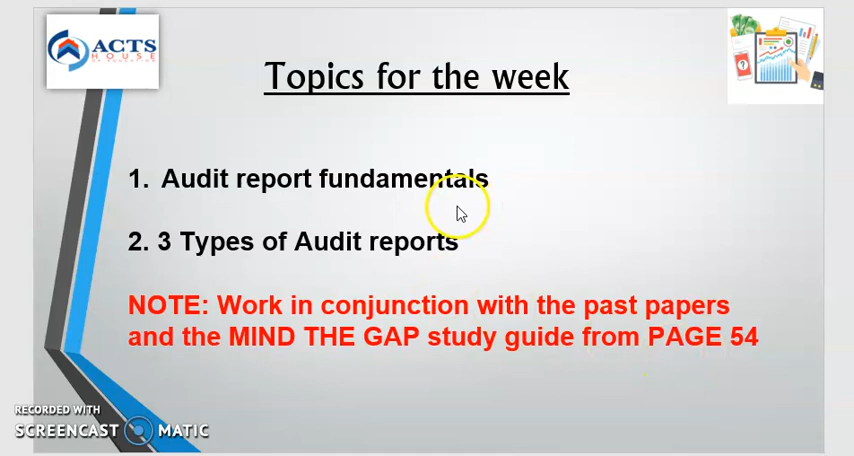 ACTS
HOUSE
OF EDUCATION
Topics for the week
1. Audit report fundamentals
2. 3 Types of Audit reports
NOTE: Work in conjunction with the past papers
and the MIND THE GAP study guide from PAGE 54
RECORDED WITH
SCREENCAST MATIC